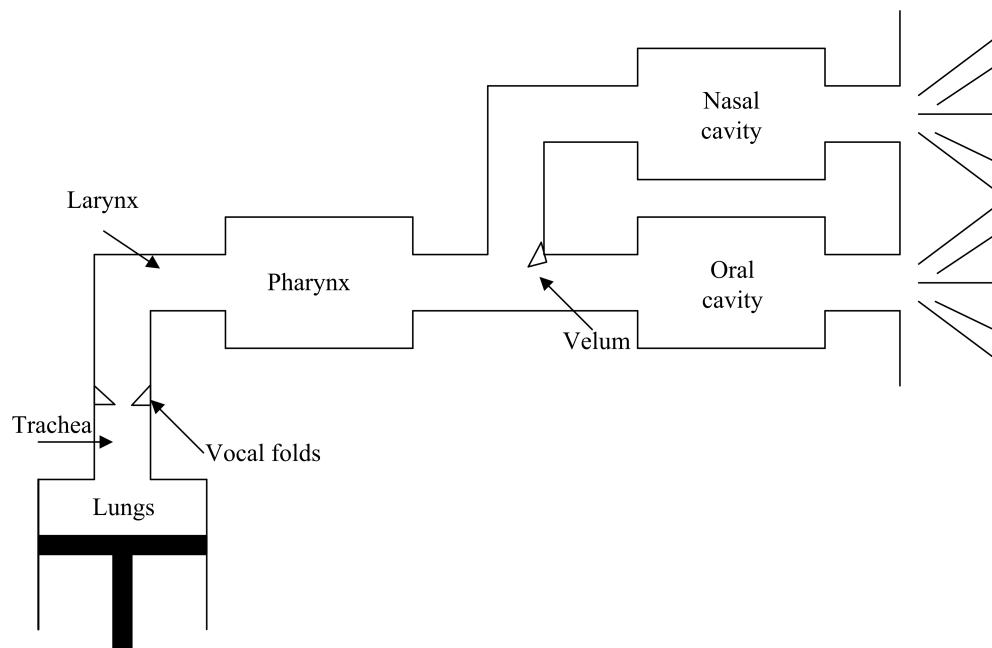 Nasal
cavity
Larynx
Pharynx
Oral
cavity
Velum
Trachea
Vocal folds
Lungs